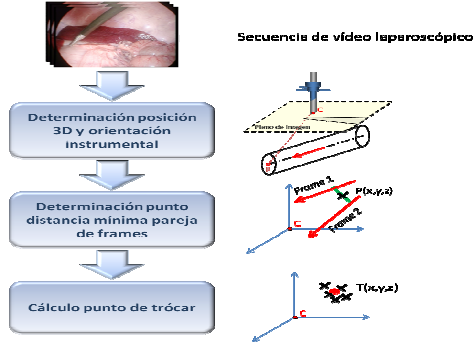 Secuencia de vídeo laparoscópico
Determinación posición
3D y orientación
instrumental
C
Plano de Imagen
Determinación punto
distancia mínima pareja
de frames
Frame 1
P(x,y,z)
Frame 2
C
Cálculo punto de trócar
T(x,y,z)
C